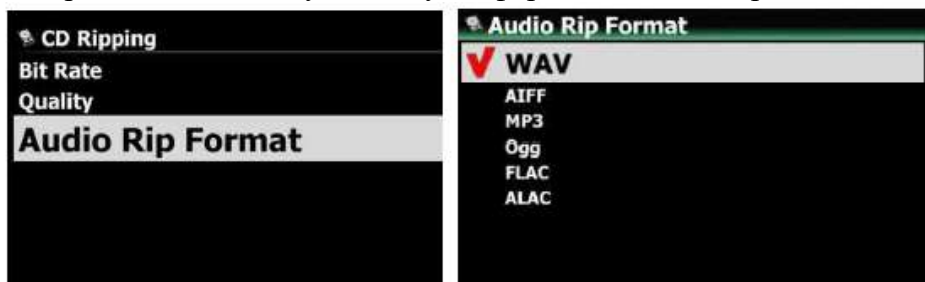 CD Ripping
Bit Rate
Quality
Audio Rip Format
Audio Rip Format
WAV
AIFF
MP3
Ogg
FLAC
ALAC